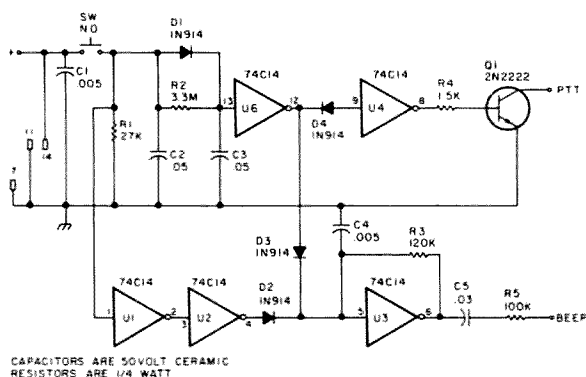 SW
N.O.
D1
1N914
+
C1
.005
R1
27K
R2
3.3M
C2
.05
C3
.05
74C14
13
U6
12
D4
1N914
74C14
9
U4
8
R4
1.5K
Q1
2N2222
PTT
7
11
14
C4
.005
R3
120K
D3
1N914
74C14
1
U1
2
74C14
3
U2
4
D2
1N914
74C14
5
U3
6
C5
.03
R5
100K
BEEP
CAPACITORS ARE 50VOLT CERAMIC
RESISTORS ARE 1/4 WATT